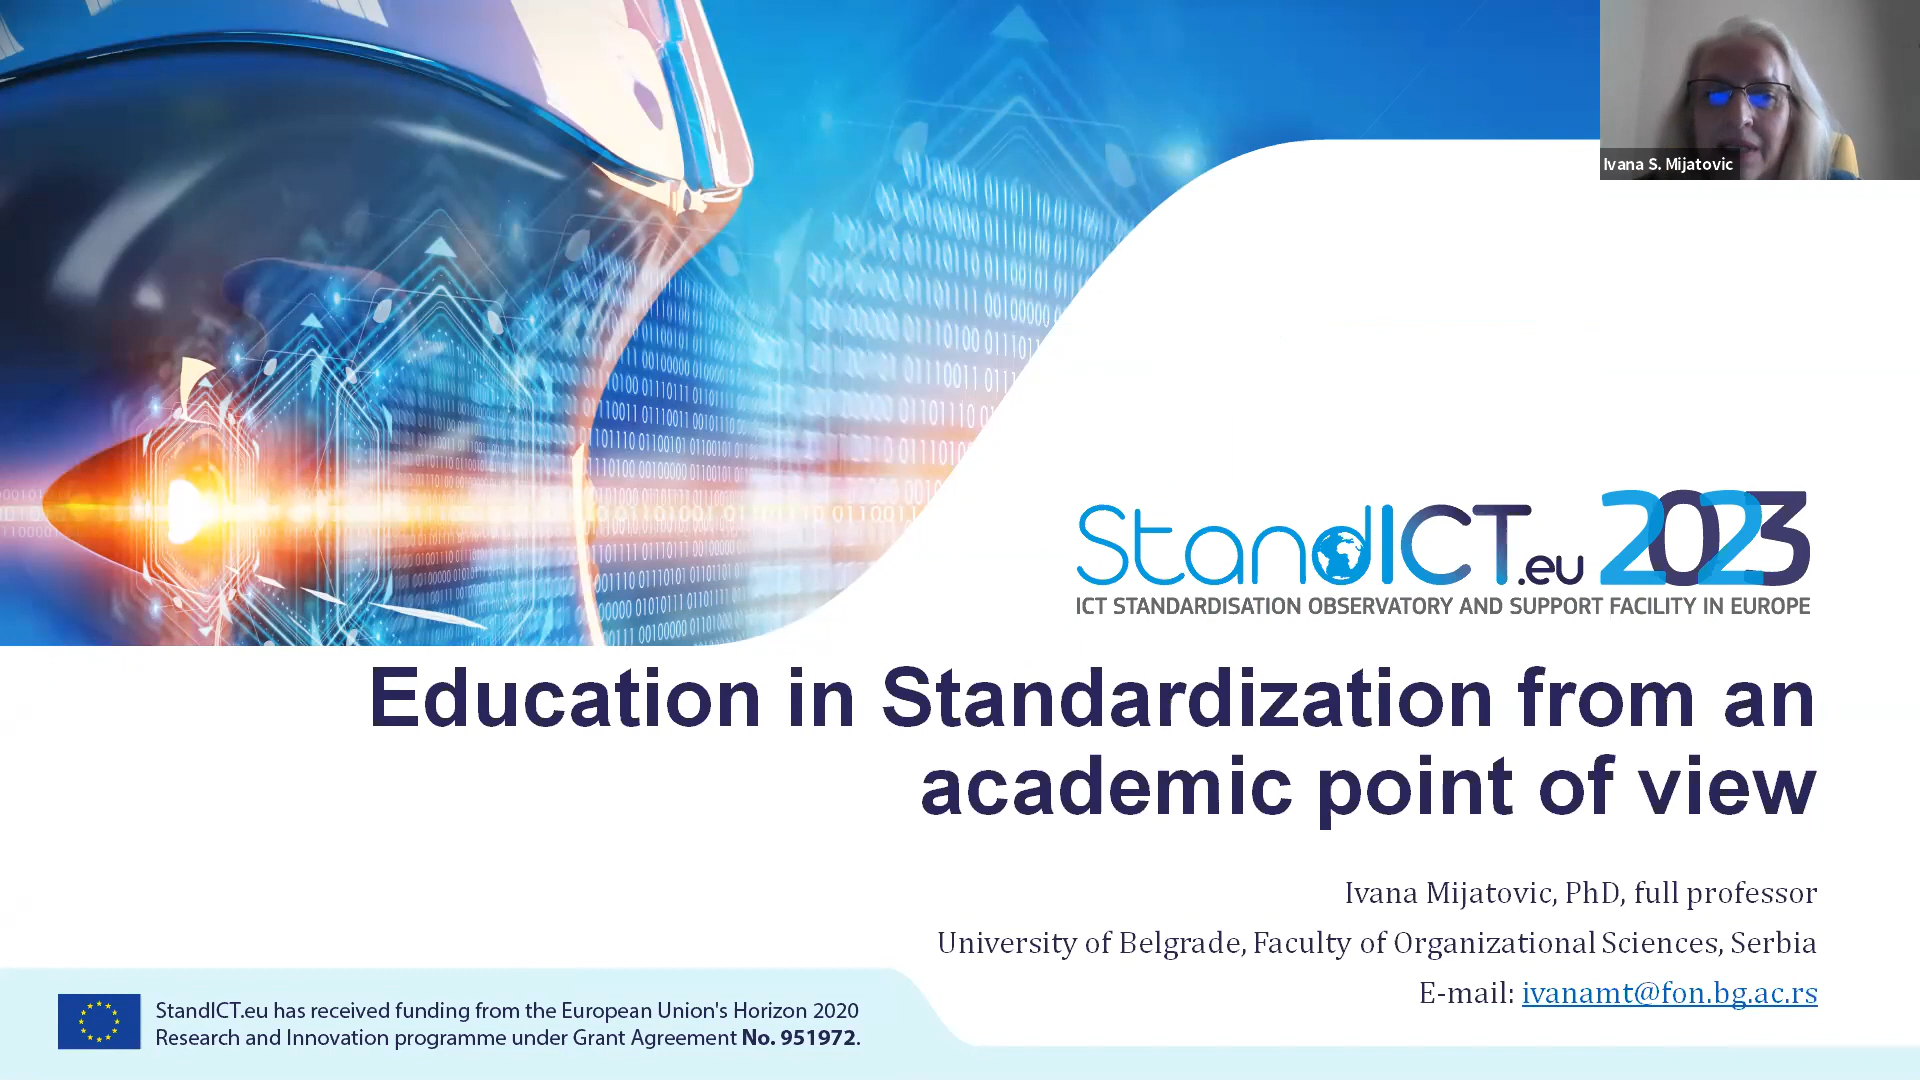 Ivana S. Mijatovic
StandICT.eu 2023
ICT STANDARDISATION OBSERVATORY AND SUPPORT FACILITY IN EUROPE
Education in Standardization from an
academic point of view
Ivana Mijatovic, PhD, full professor
University of Belgrade, Faculty of Organizational Sciences, Serbia
E-mail: ivanamt@fon.bg.ac.rs
StandICT.eu has received funding from the European Union's Horizon 2020
Research and Innovation programme under Grant Agreement No. 951972.